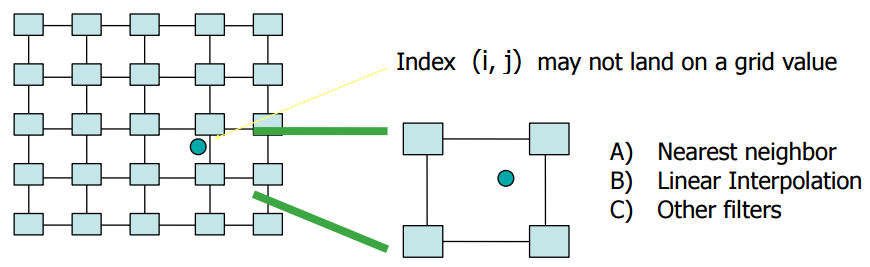 Index (i, j) may not land on a grid value
A) Nearest neighbor
B) Linear Interpolation
C) Other filters